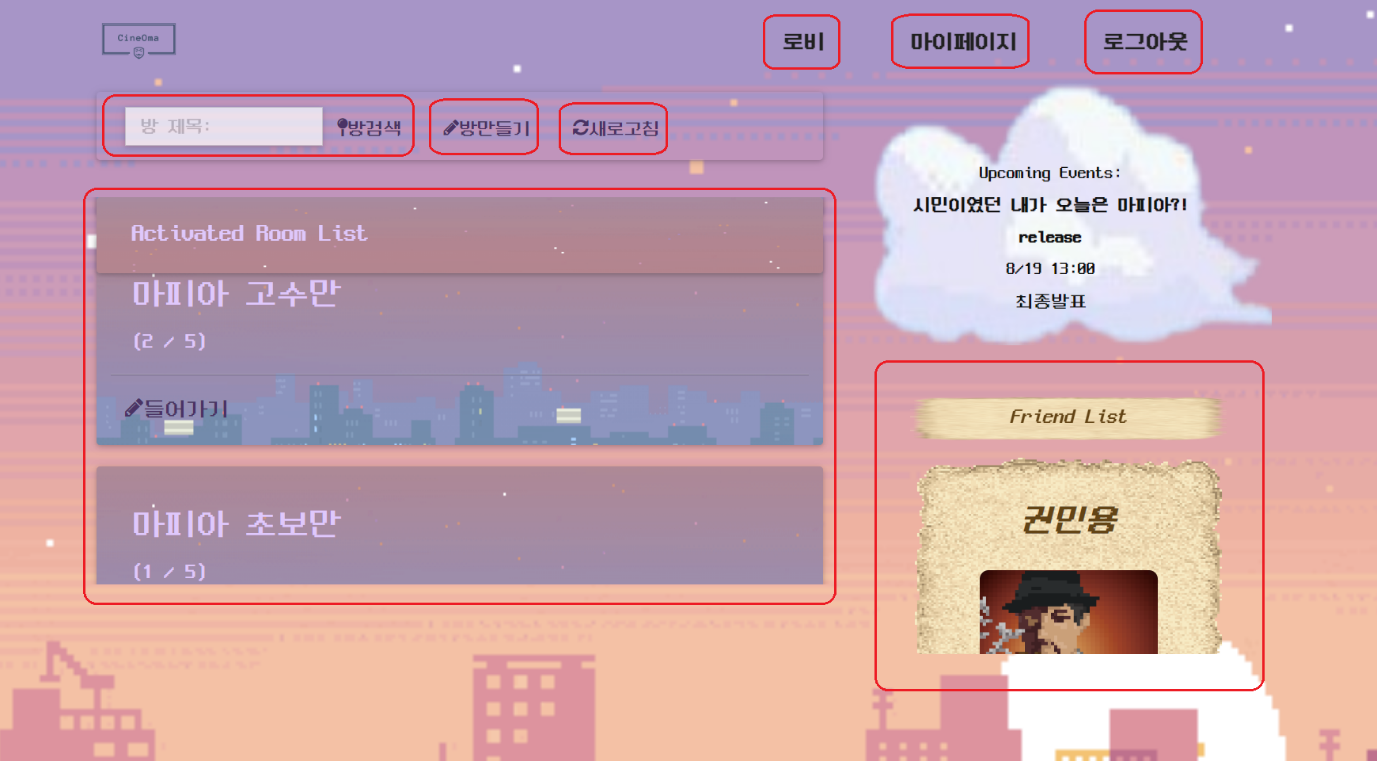 CineOma
로비 마이페이지 로그아웃
방 제목: 방검색 방만들기 새로고침
Activated Room List
마피아 고수만
(2 / 5)
들어가기
마피아 초보만
(1 / 5)
Upcoming Events:
시민이였던 내가 오늘은 마피아?!
release
8/19 13:00
최종발표
Friend List
권민용